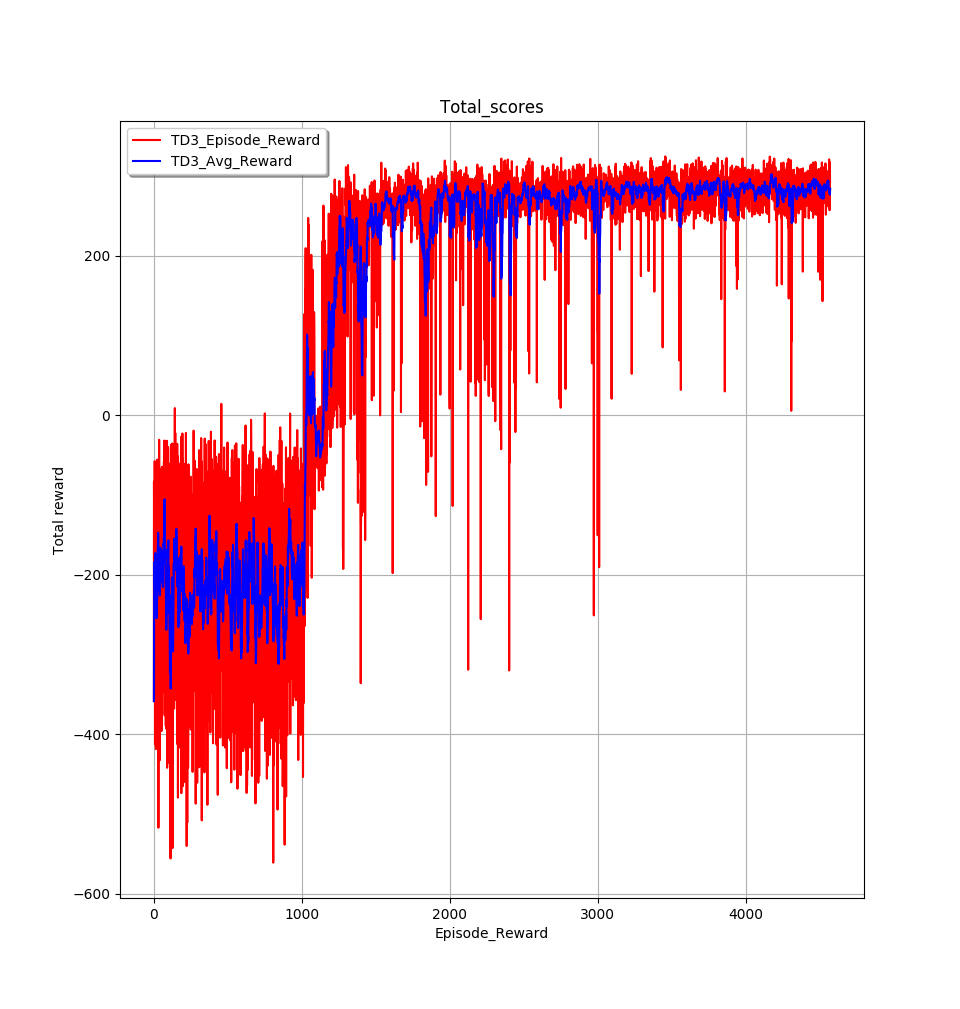 Total_scores
TD3_Episode_Reward
TD3_Avg_Reward
Total reward
200
0
−200
−400
−600
0 1000 2000 3000 4000
Episode_Reward